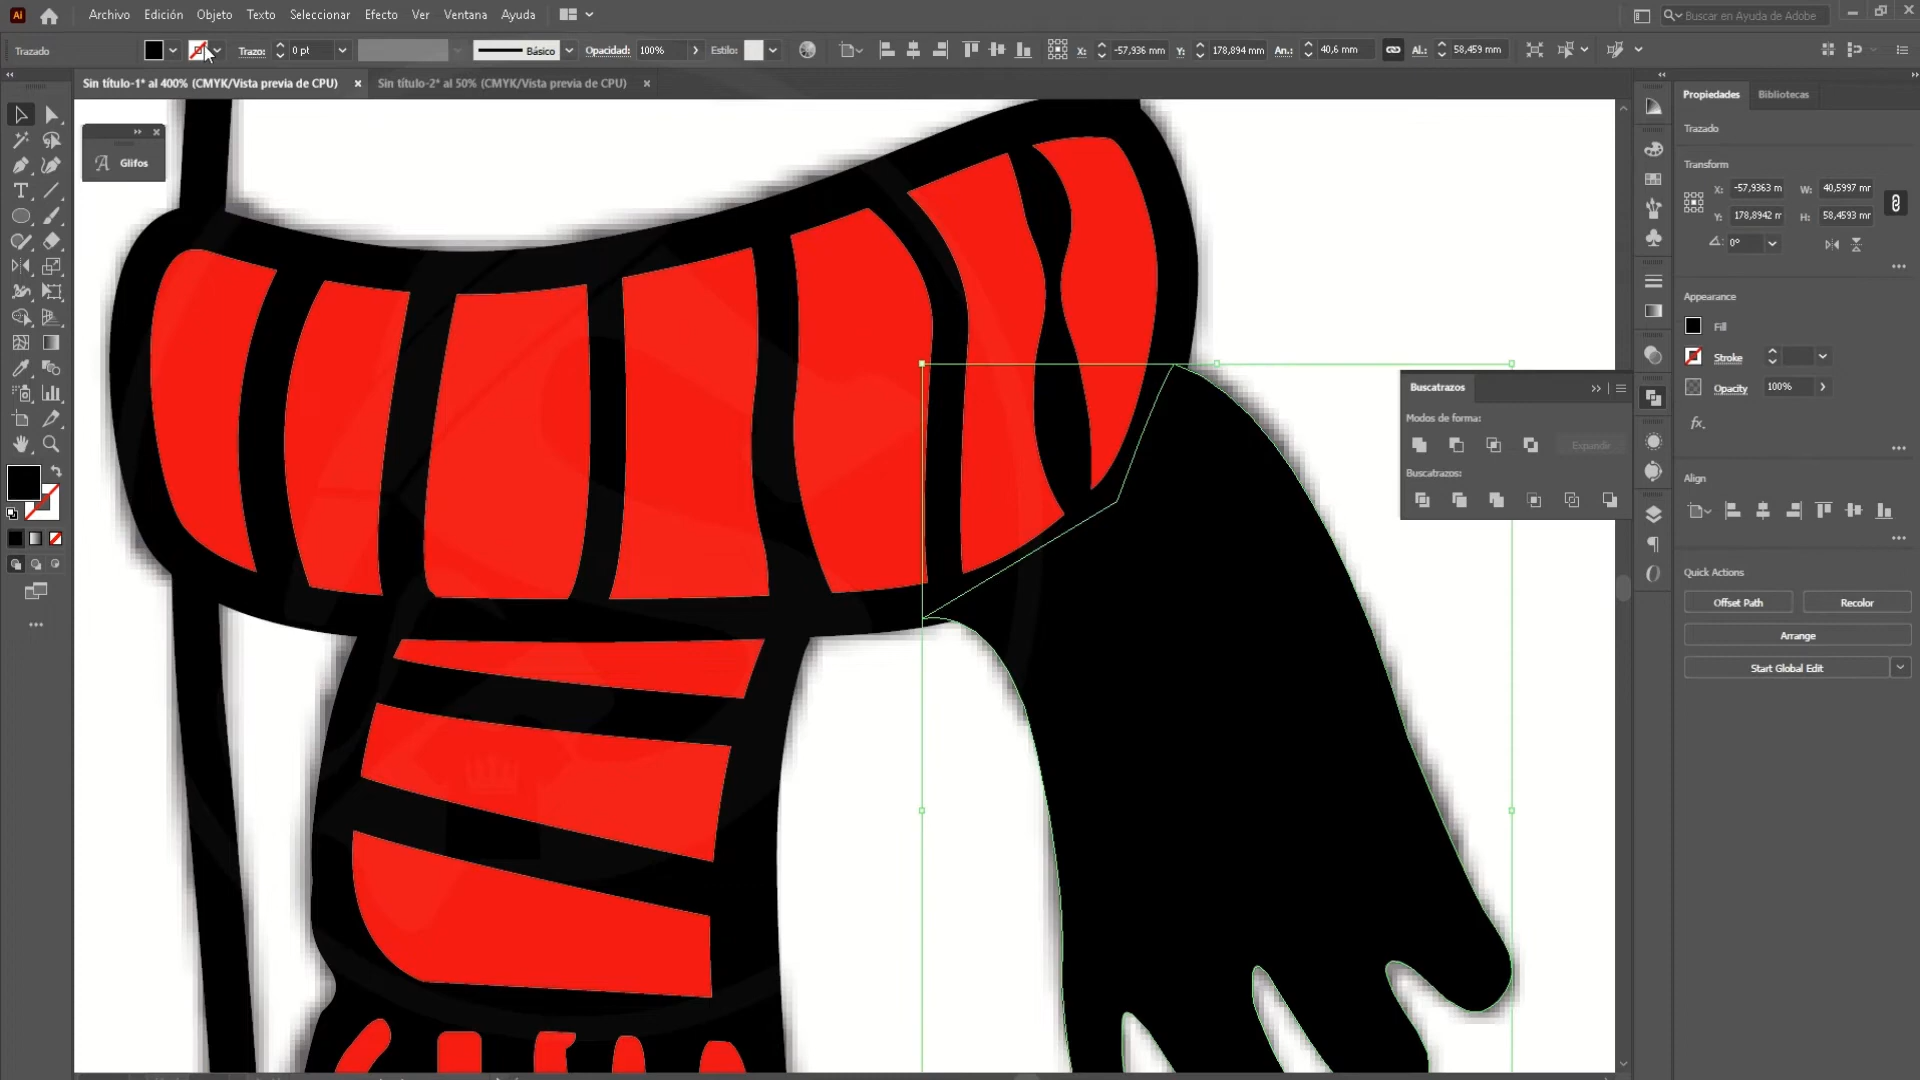 Ai
Archivo Edición Objeto Texto Seleccionar Efecto Ver Ventana Ayuda
Buscar en Ayuda de Adobe
Trazado Trazo: 0 pt Básico Opacidad: 100% Estilo: X: -57,936 mm Y: 178,894 mm An.: 40,6 mm Al.: 58,459 mm
Sin título-1* al 400% (CMYK/Vista previa de CPU) Sin título-2* al 50% (CMYK/Vista previa de CPU)
Propiedades Bibliotecas
Trazado
A Glifos
Transform
X: -57,9363 m W: 40,5997 mr
Y: 178,8942 r H: 58,4593 mr
0°
Appearance
Fill
Stroke
Opacity 100%
fx.
Buscatrazos
Modos de forma:
Expandir
Buscatrazos:
Align
Quick Actions
Offset Path Recolor
Arrange
Start Global Edit